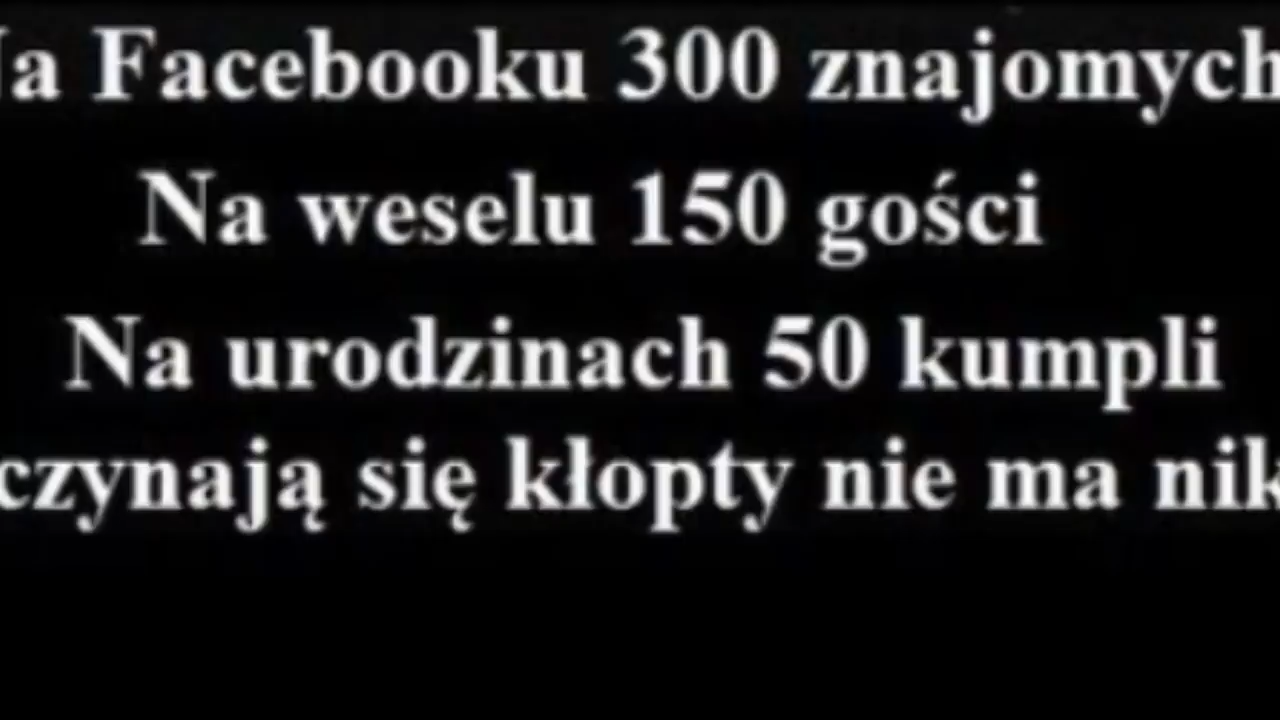 a Facebooku 300 znajomych
Na weselu 150 gości
Na urodzinach 50 kumpli
czynają się kłopty nie ma nik